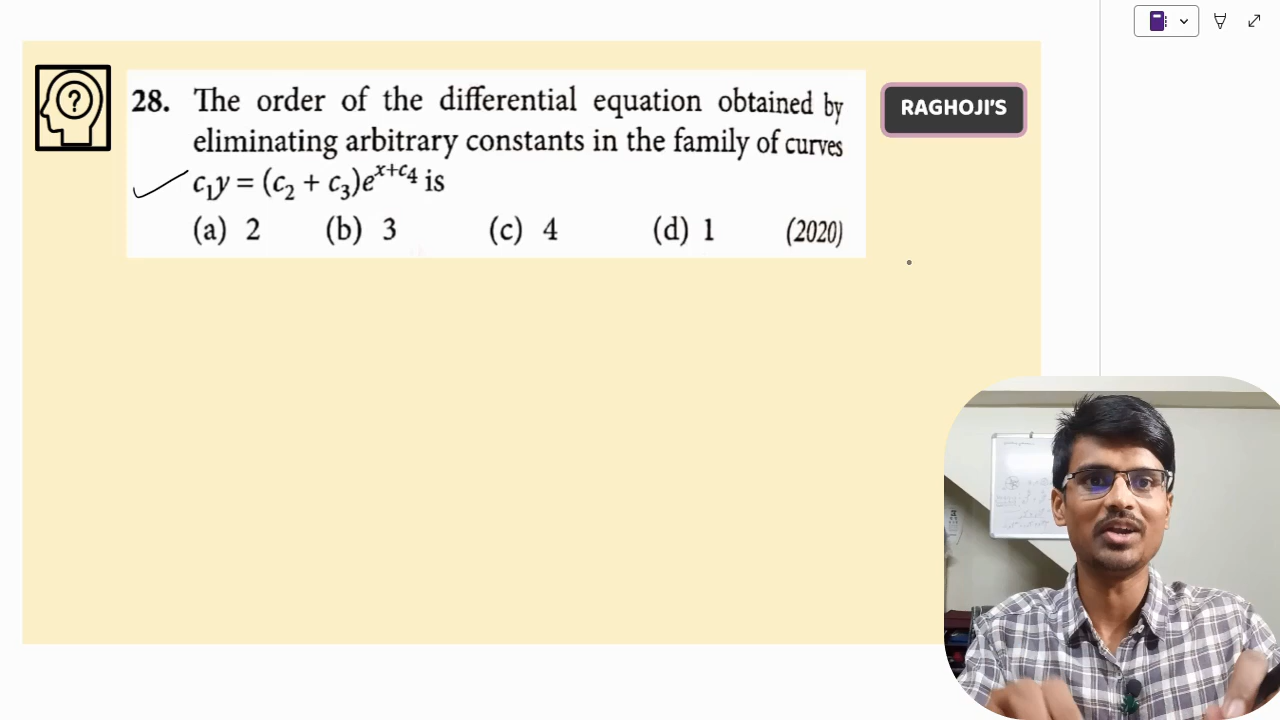 28. The order of the differential equation obtained by
eliminating arbitrary constants in the family of curves
c₁y = (c₂ + c₃)eˣ⁺ᶜ⁴ is
(a) 2 (b) 3 (c) 4 (d) 1 (2020)
RAGHOJI'S
?